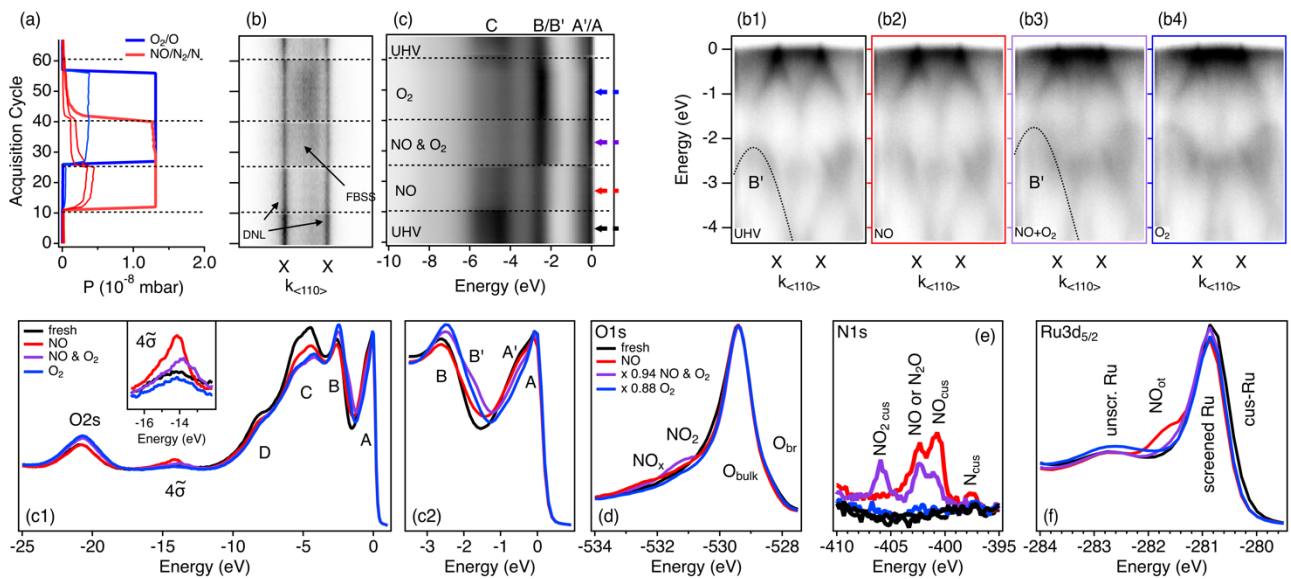 (a)
O2/O
NO/N2/N
Acquisition Cycle
60
50
40
30
20
10
0
0.0
1.0
2.0
P (10-8 mbar)
(b)
FBSS
DNL
X X
k<110>
(c)
C B/B' A'/A
UHV
O2
NO & O2
NO
UHV
-10 -8 -6 -4 -2 0
Energy (eV)
(b1) (b2) (b3) (b4)
Energy (eV)
0
-1
-2
-3
-4
B'
UHV
NO
B'
NO+O2
O2
X X X X X X X X
k<110> k<110> k<110> k<110>
fresh
NO
NO & O2
O2
4σ̃
-16 -14
Energy (eV)
O2s
4σ̃
D
C
B
A
(c1)
-25 -20 -15 -10 -5 0
Energy (eV)
B
B'
A'
A
(c2)
-3 -2 -1 0
Energy (eV)
O1s
fresh
NO
x 0.94 NO & O2
x 0.88 O2
NO2
NOx
Obulk
Obr
(d)
-534 -532 -530 -528
Energy (eV)
N1s
(e)
NO2 cus
NO or N2O
NOcus
Ncus
-410 -405 -400 -395
Energy (eV)
Ru3d5/2
unscr. Ru
NOot
screened Ru
cus-Ru
(f)
-284 -283 -282 -281 -280
Energy (eV)